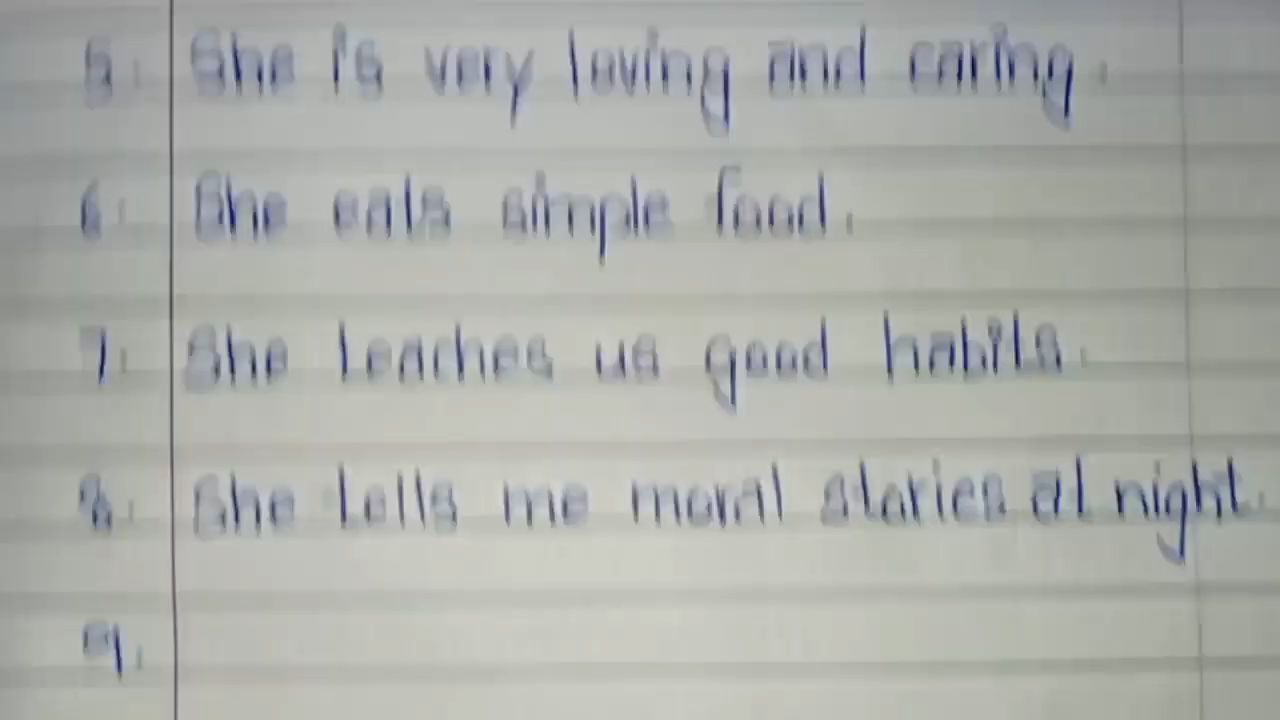 5. She is very loving and caring.
6. She eats simple food.
7. She teaches us good habits.
8. She tells me moral stories at night.
9.